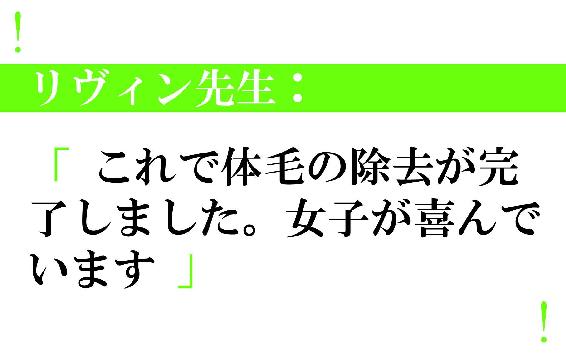 !
リヴィン先生：
「これで体毛の除去が完
了しました。女子が喜んで
います」
!